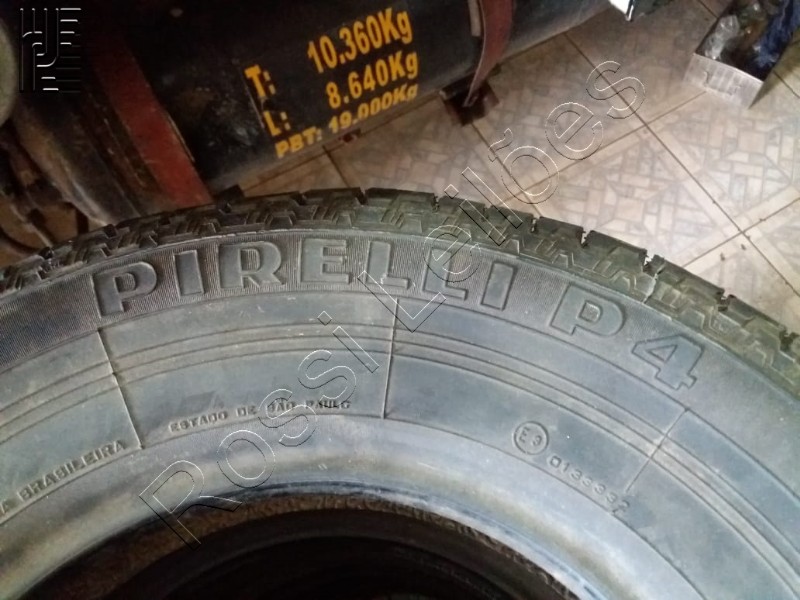 T: 10.360Kg
L: 8.640Kg
PBT: 19.000Kg
PIRELLI P4
A BRASILEIRA
ESTADO DE SÃO PAULO
E3
Rossi Leilões